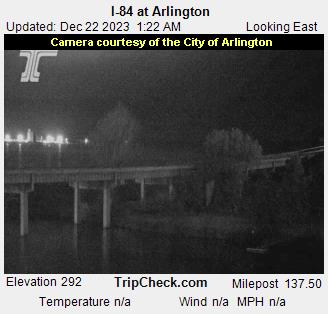 I-84 at Arlington
Updated: Dec 22 2023 1:22 AM Looking East
Camera courtesy of the City of Arlington
Elevation 292 TripCheck.com Milepost 137.50
Temperature n/a Wind n/a MPH n/a